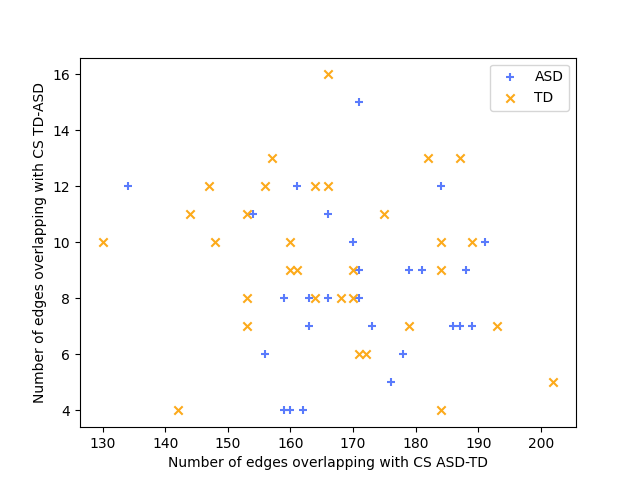 ASD
TD
16
14
12
10
8
6
4
Number of edges overlapping with CS TD-ASD
130 140 150 160 170 180 190 200
Number of edges overlapping with CS ASD-TD